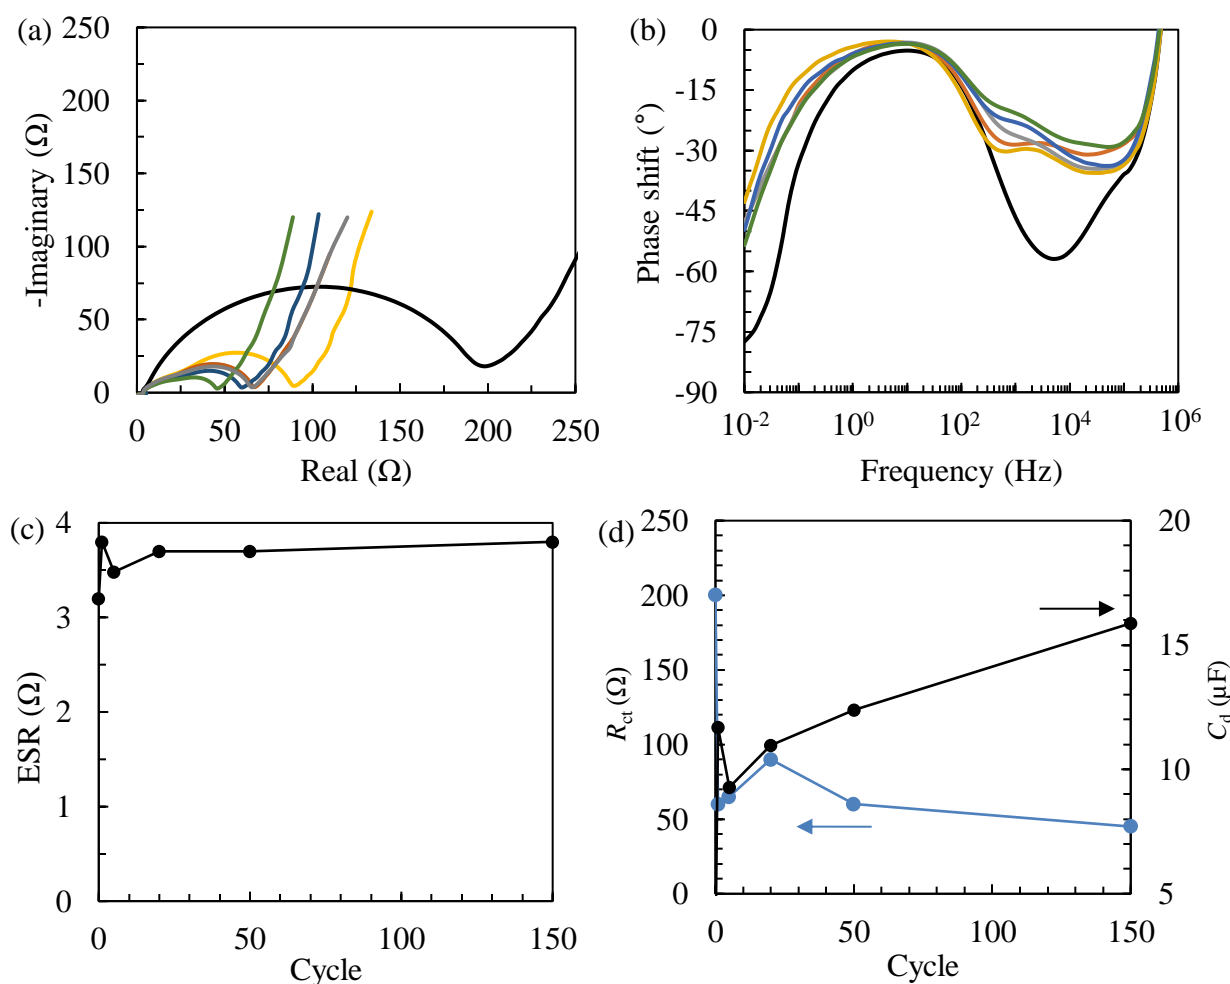 (a)
250
200
150
100
50
0
-Imaginary (Ω)
0 50 100 150 200 250
Real (Ω)
(b)
0
-15
-30
-45
-60
-75
-90
Phase shift (°)
10⁻² 10⁰ 10² 10⁴ 10⁶
Frequency (Hz)
(c)
4
3
2
1
0
ESR (Ω)
0 50 100 150
Cycle
(d)
250
200
150
100
50
0
Rct (Ω)
20
15
10
5
Cd (µF)
0 50 100 150
Cycle